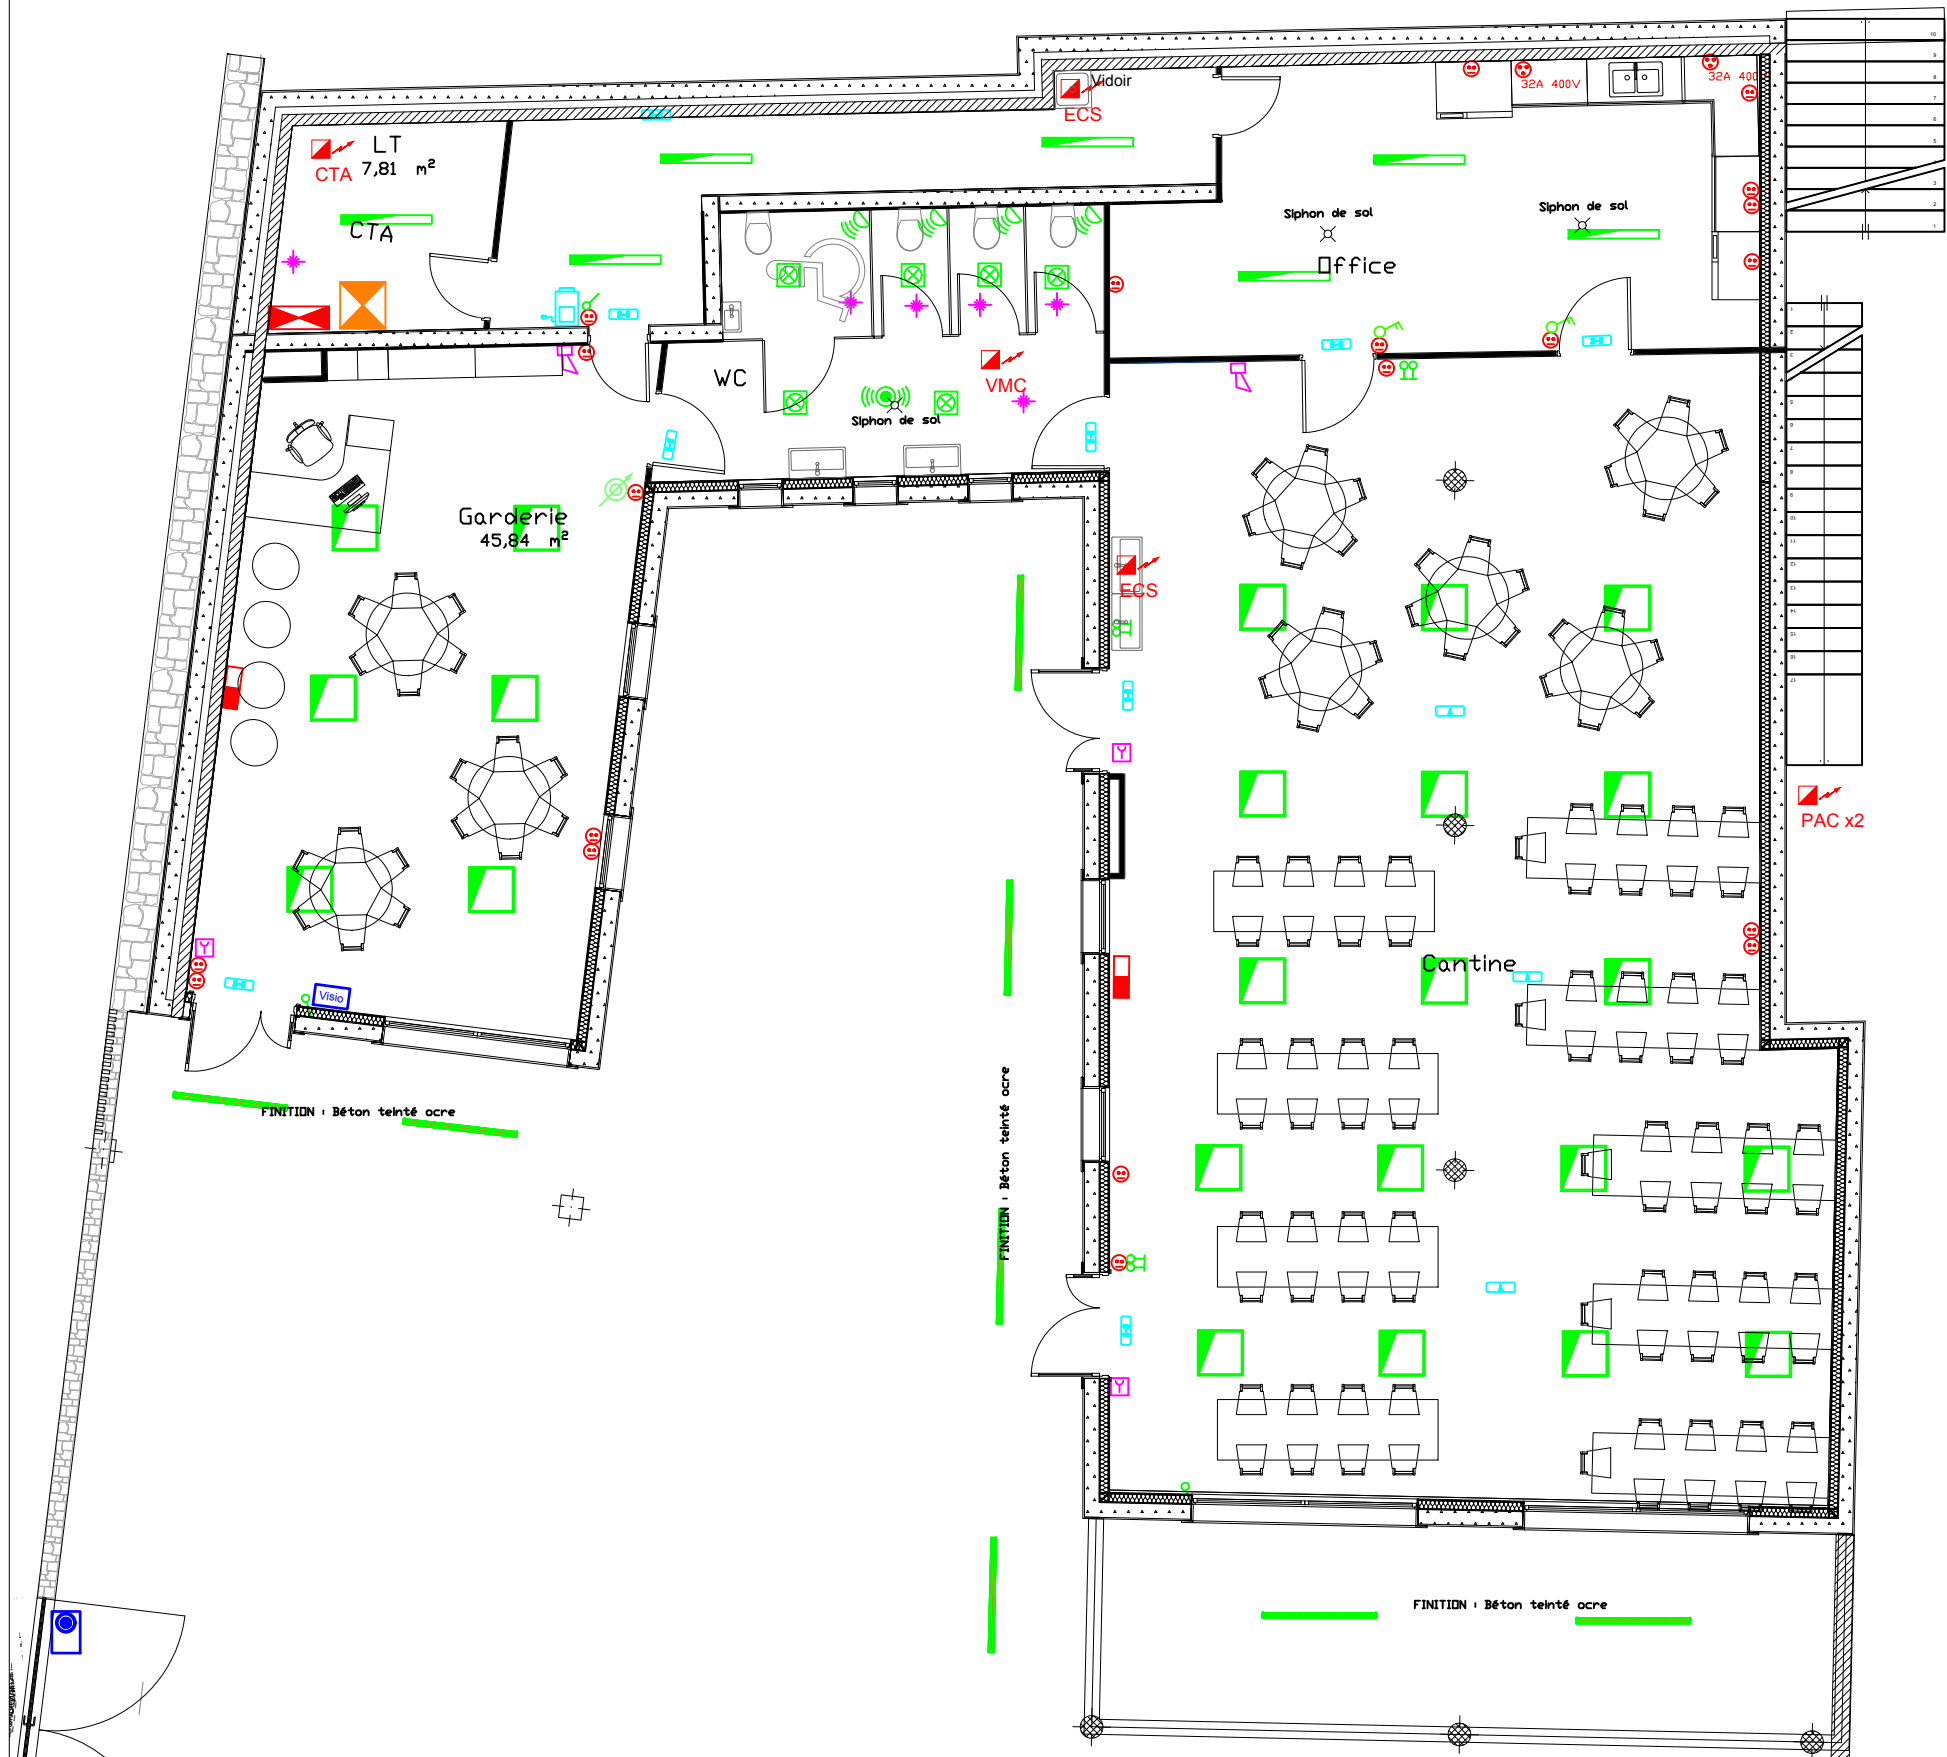 Vidoir
ECS
32A 400V
32A 400
LT
7,81 m²
CTA
CTA
Siphon de sol
Siphon de sol
Office
WC
VMC
Siphon de sol
Garderie
45,84 m²
ECS
PAC x2
Cantine
Visio
FINITION : Béton teinté ocre
FINITION : Béton teinté ocre
FINITION : Béton teinté ocre